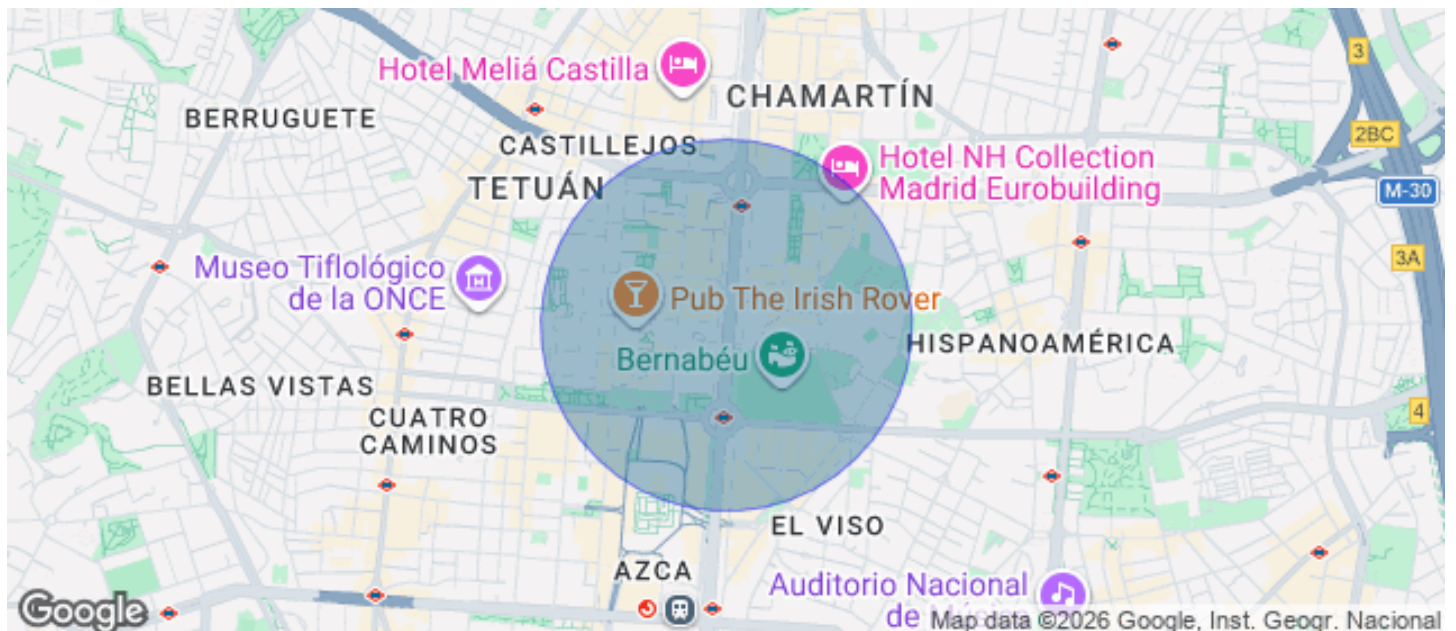 Hotel Meliá Castilla
CHAMARTÍN
3
BERRUGUETE
2BC
CASTILLEJOS
Hotel NH Collection
Madrid Eurobuilding
TETUÁN
M-30
Museo Tiflológico
de la ONCE
3A
Pub The Irish Rover
HISPANOAMÉRICA
Bernabéu
BELLAS VISTAS
4
CUATRO
CAMINOS
EL VISO
AZCA
Auditorio Nacional
de Música
Google
Map data ©2026 Google, Inst. Geogr. Nacional